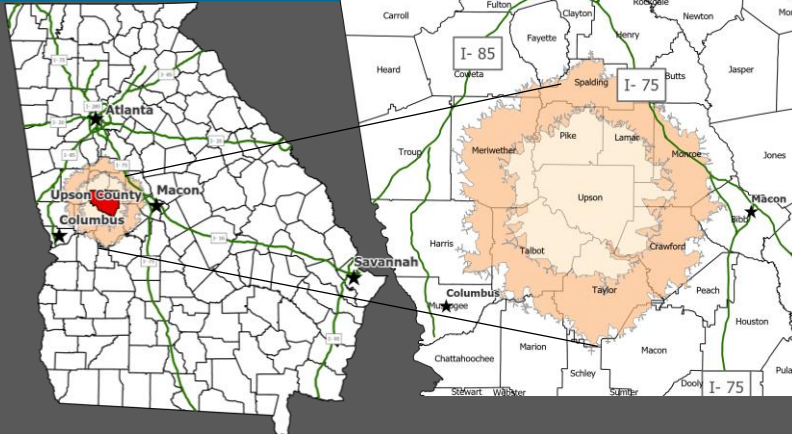 Atlanta
Upson County
Macon
Columbus
Savannah
Carroll
Fulton
Clayton
Rockdale
Newton
Fayette
Henry
I- 85
Heard
Coweta
Spalding
I- 75
Butts
Jasper
Troup
Meriwether
Pike
Lamar
Monroe
Jones
Upson
Macon
Bibb
Harris
Talbot
Crawford
Columbus
Muscogee
Taylor
Peach
Houston
Chattahoochee
Marion
Macon
Schley
Stewart
Webster
Sumter
Dooly
I- 75